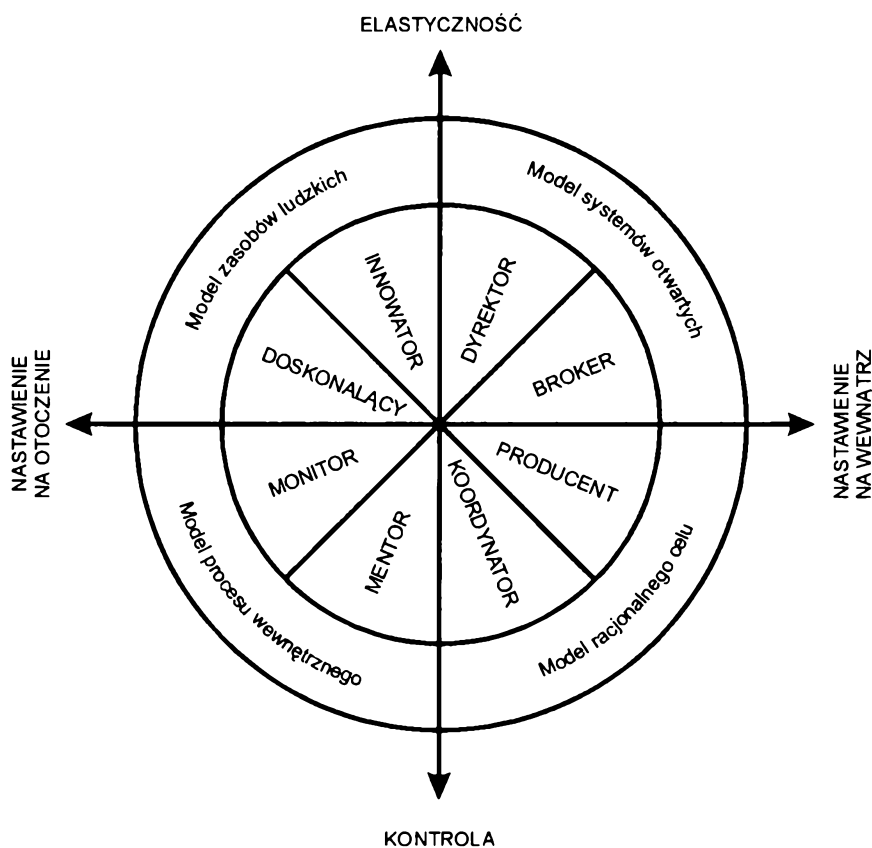 ELASTYCZNOŚĆ
Model zasobów ludzkich
Model systemów otwartych
INNOWATOR
DYREKTOR
DOSKONALĄCY
BROKER
NASTAWIENIE
NA OTOCZENIE
NASTAWIENIE
NA WEWNĄTRZ
MONITOR
PRODUCENT
MENTOR
KOORDYNATOR
Model procesu wewnętrznego
Model racjonalnego celu
KONTROLA